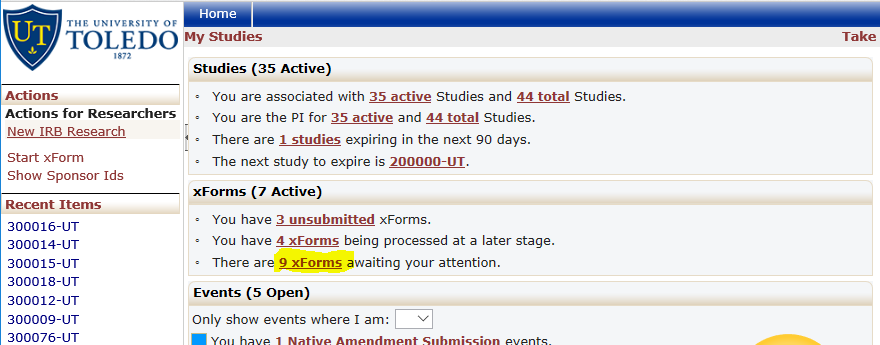 THE UNIVERSITY OF
TOLEDO
1872
UT
Home
My Studies
Take
Actions
Actions for Researchers
New IRB Research
Start xForm
Show Sponsor Ids
Recent Items
300016-UT
300014-UT
300015-UT
300018-UT
300012-UT
300009-UT
300076-UT
Studies (35 Active)
You are associated with 35 active Studies and 44 total Studies.
You are the PI for 35 active and 44 total Studies.
There are 1 studies expiring in the next 90 days.
The next study to expire is 200000-UT.
xForms (7 Active)
You have 3 unsubmitted xForms.
You have 4 xForms being processed at a later stage.
There are 9 xForms awaiting your attention.
Events (5 Open)
Only show events where I am:
You have 1 Native Amendment Submission events.